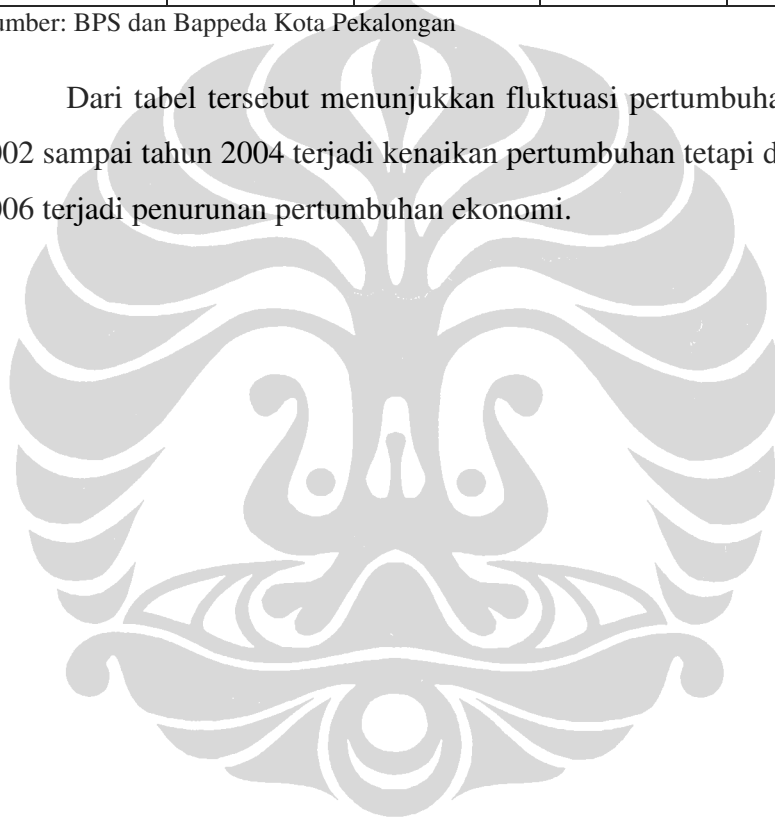 umber: BPS dan Bappeda Kota Pekalongan
Dari tabel tersebut menunjukkan fluktuasi pertumbuha
002 sampai tahun 2004 terjadi kenaikan pertumbuhan tetapi d
006 terjadi penurunan pertumbuhan ekonomi.